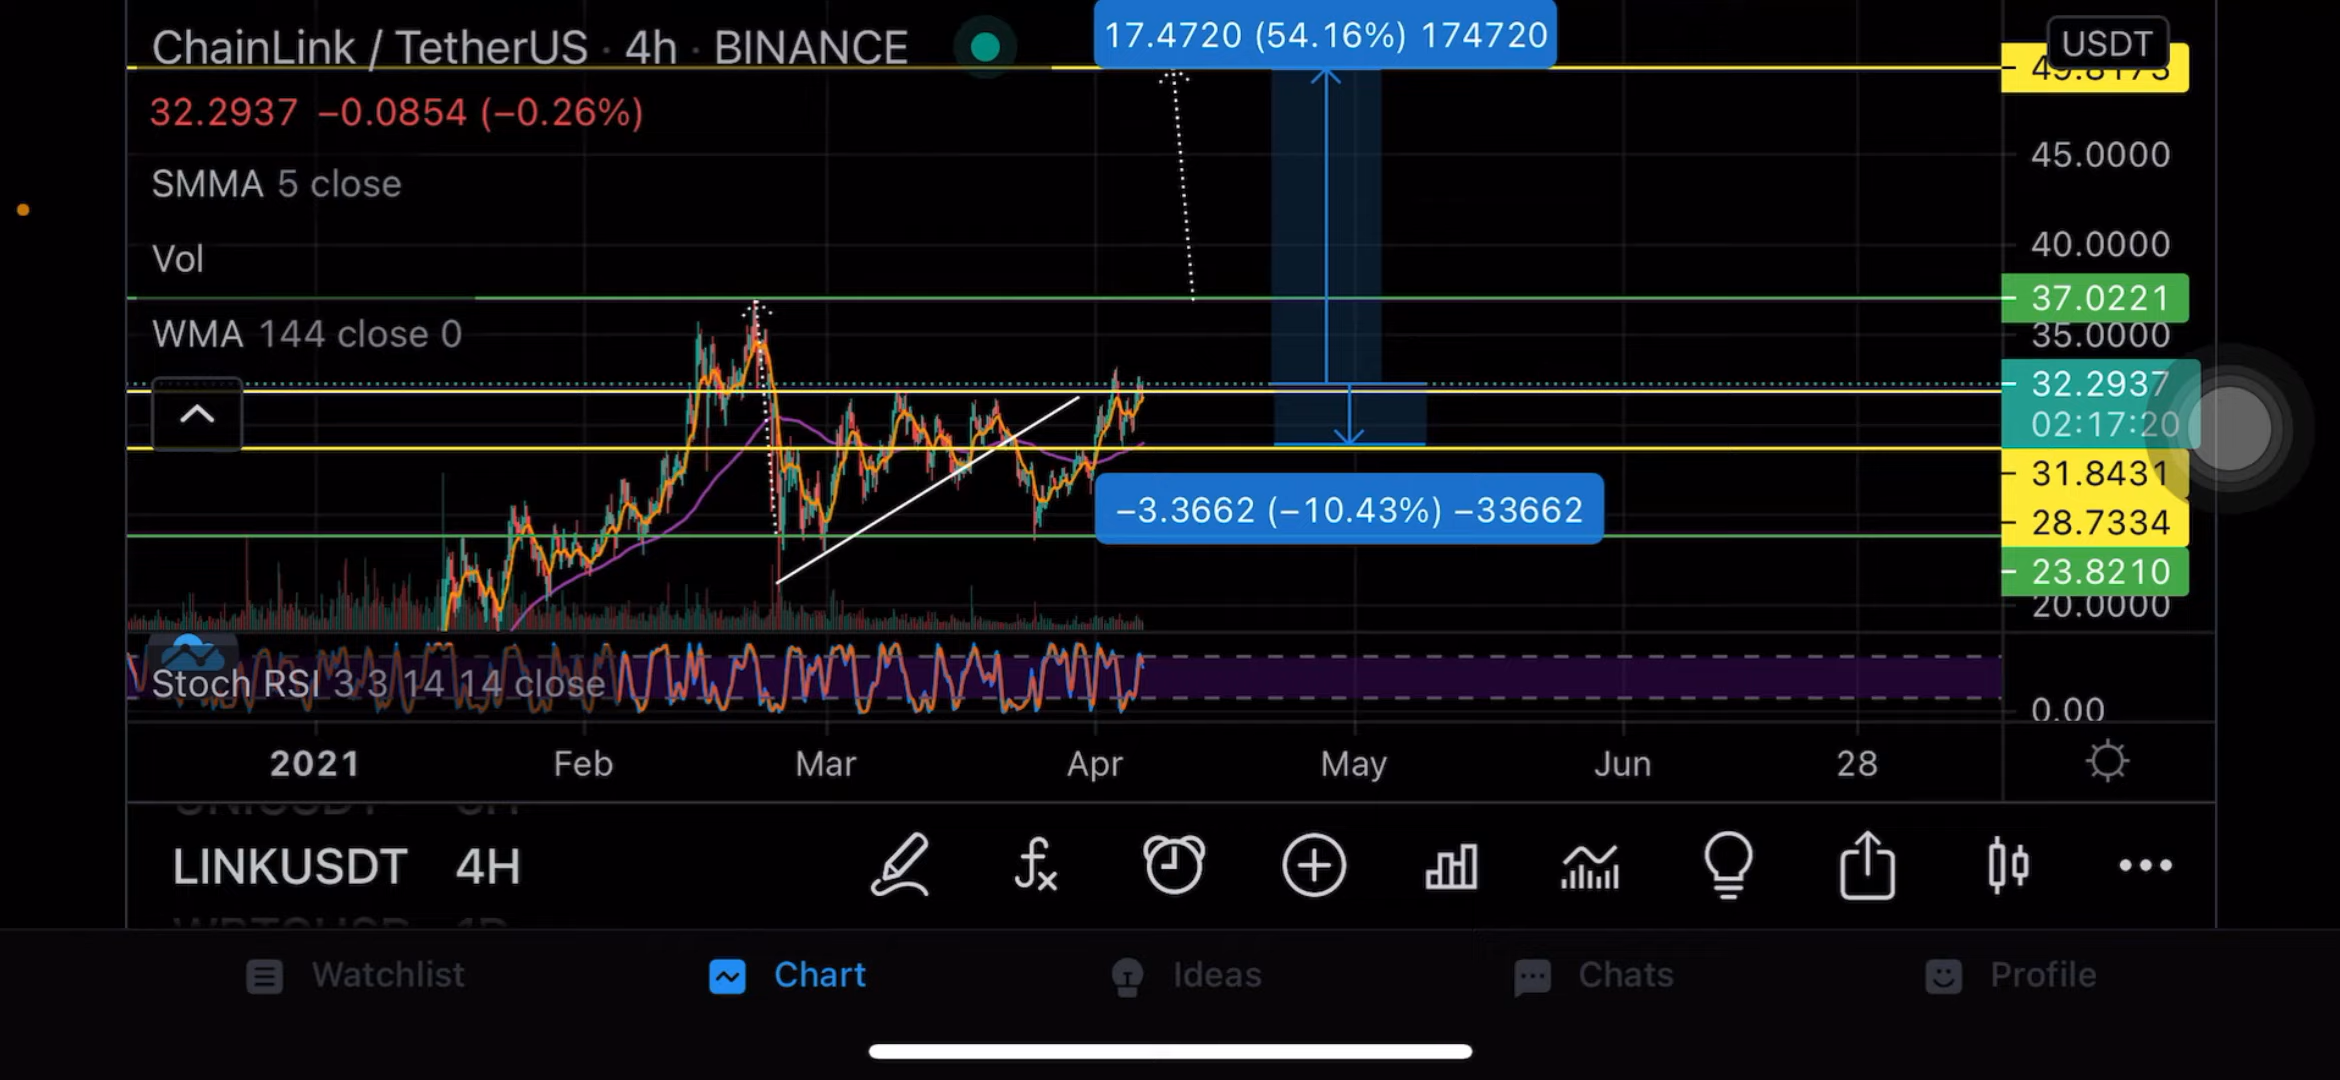 ChainLink / TetherUS · 4h · BINANCE
17.4720 (54.16%) 174720
USDT
49.8173
32.2937 −0.0854 (−0.26%)
45.0000
SMMA 5 close
40.0000
Vol
37.0221
WMA 144 close 0
35.0000
32.2937
02:17:20
31.8431
−3.3662 (−10.43%) −33662
28.7334
23.8210
20.0000
Stoch RSI 3 3 14 14 close
0.00
2021 Feb Mar Apr May Jun 28
LINKUSDT 4H
Watchlist Chart Ideas Chats Profile